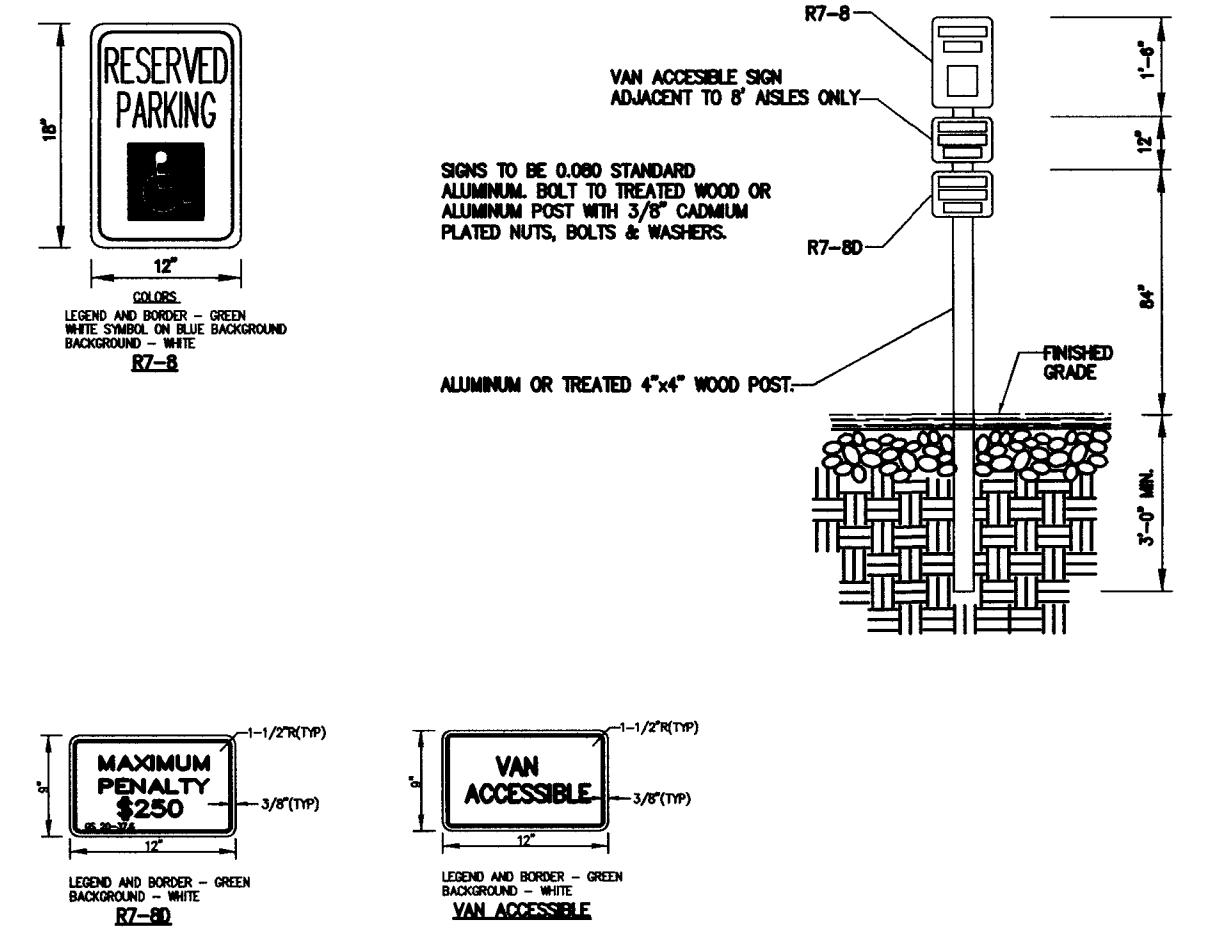 RESERVED
PARKING
18"
12"
COLORS
LEGEND AND BORDER - GREEN
WHITE SYMBOL ON BLUE BACKGROUND
BACKGROUND - WHITE
R7-8
R7-8
VAN ACCESIBLE SIGN
ADJACENT TO 8' AISLES ONLY
SIGNS TO BE 0.080 STANDARD
ALUMINUM. BOLT TO TREATED WOOD OR
ALUMINUM POST WITH 3/8" CADMIUM
PLATED NUTS, BOLTS & WASHERS.
R7-8D
ALUMINUM OR TREATED 4"x4" WOOD POST.
FINISHED
GRADE
1'-6"
12"
84"
3'-0" MIN.
MAXIMUM
PENALTY
$250
GS 20-37.6
9"
12"
1-1/2"R(TYP)
3/8"(TYP)
LEGEND AND BORDER - GREEN
BACKGROUND - WHITE
R7-8D
VAN
ACCESSIBLE
9"
12"
1-1/2"R(TYP)
3/8"(TYP)
LEGEND AND BORDER - GREEN
BACKGROUND - WHITE
VAN ACCESSIBLE